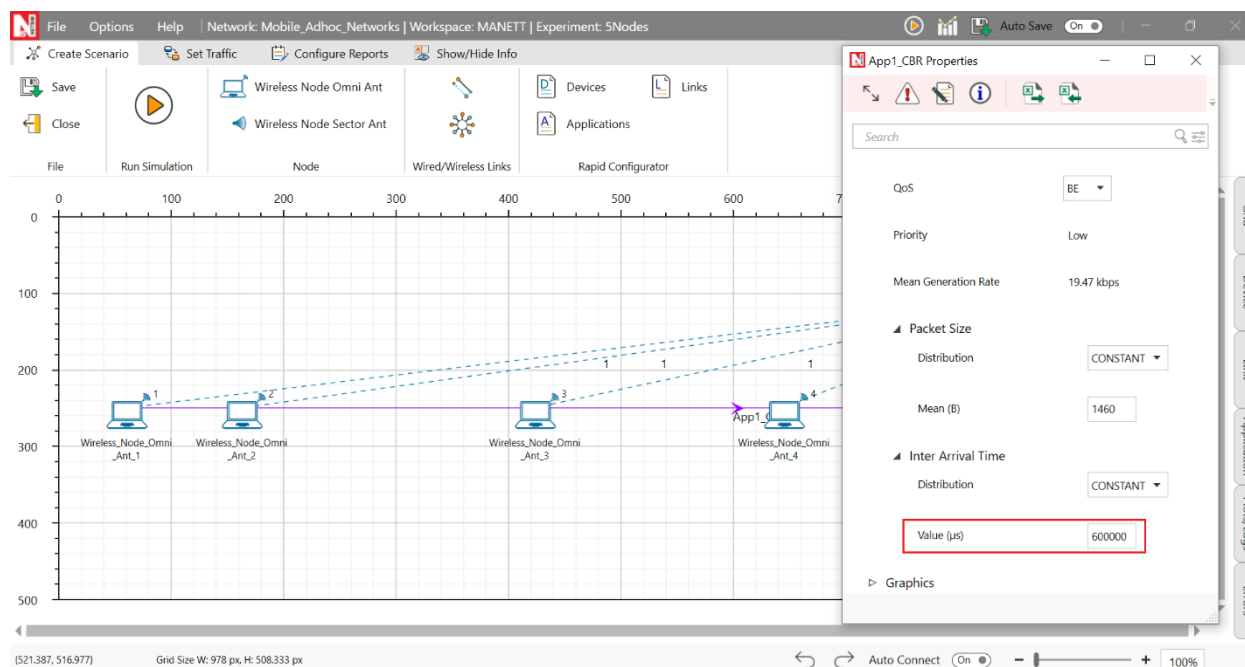 N File Options Help Network: Mobile_Adhoc_Networks | Workspace: MANETT | Experiment: 5Nodes Auto Save On
Create Scenario Set Traffic Configure Reports Show/Hide Info
Save
Close
File
Run Simulation
Wireless Node Omni Ant
Wireless Node Sector Ant
Node
Wired/Wireless Links
Devices
Links
Applications
Rapid Configurator
0 100 200 300 400 500 600
0
100
200
300
400
500
1 1 1
1
2
3
4
App1_
Wireless_Node_Omni
_Ant_1
Wireless_Node_Omni
_Ant_2
Wireless_Node_Omni
_Ant_3
Wireless_Node_Omni
_Ant_4
App1_CBR Properties
Search
QoS BE
Priority Low
Mean Generation Rate 19.47 kbps
Packet Size
Distribution CONSTANT
Mean (B) 1460
Inter Arrival Time
Distribution CONSTANT
Value (µs) 600000
Graphics
(521.387, 516.977) Grid Size W: 978 px, H: 508.333 px Auto Connect On 100%